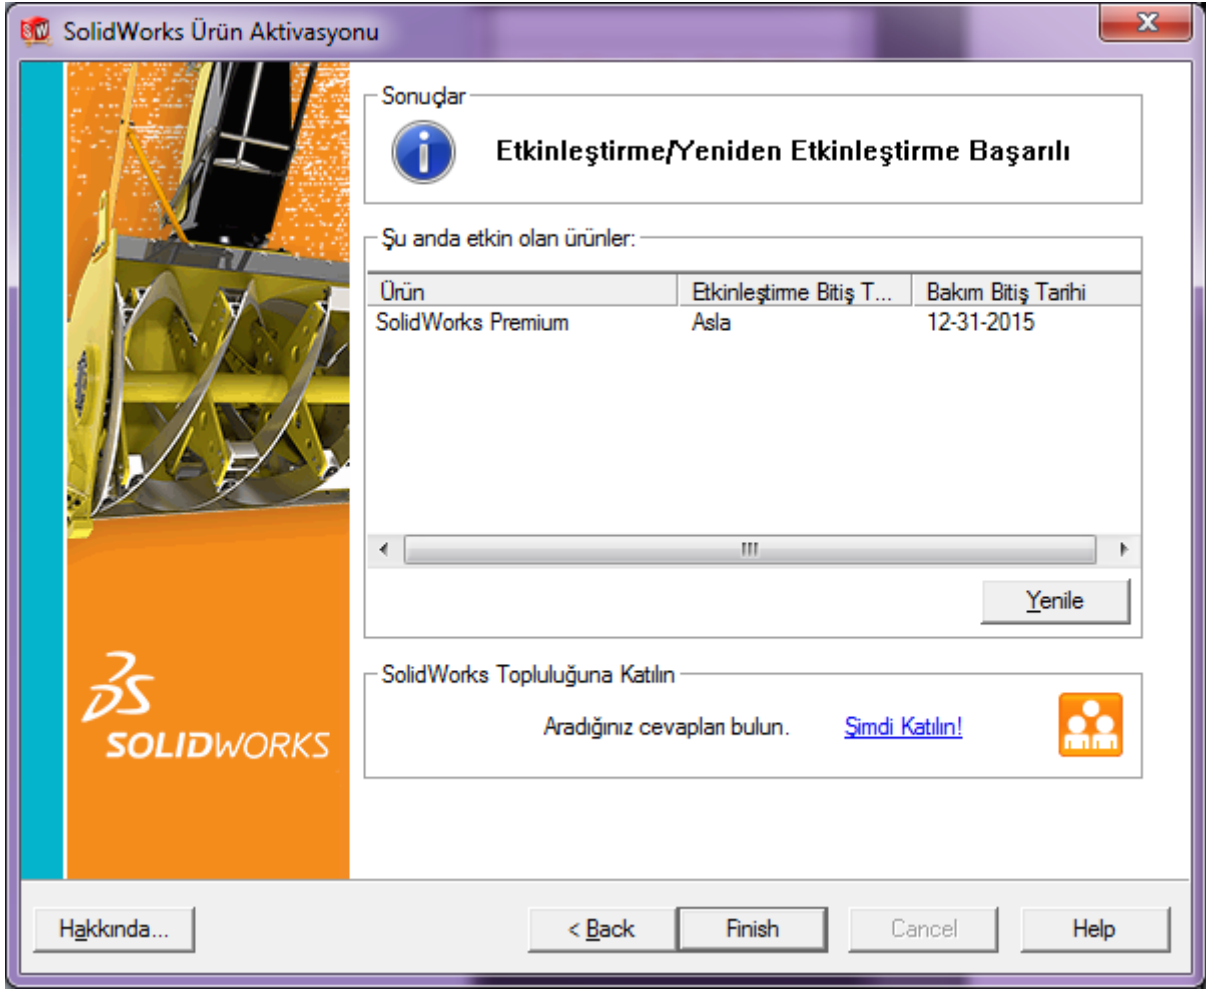 SolidWorks Ürün Aktivasyonu
Sonuçlar
Etkinleştirme/Yeniden Etkinleştirme Başarılı
Şu anda etkin olan ürünler:
Ürün Etkinleştirme Bitiş T... Bakım Bitiş Tarihi
SolidWorks Premium Asla 12-31-2015
Yenile
SolidWorks Topluluğuna Katılın
Aradığınız cevapları bulun. Şimdi Katılın!
SOLIDWORKS
Hakkında... < Back Finish Cancel Help